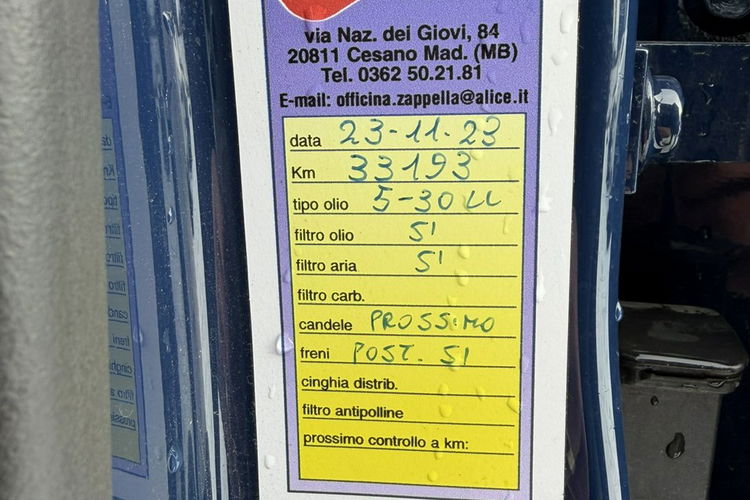 via Naz. dei Giovi, 84
20811 Cesano Mad. (MB)
Tel. 0362 50.21.81
E-mail: officina.zappella@alice.it
data 23-11-23
Km 33193
tipo olio 5-30 LL
filtro olio SI
filtro aria SI
filtro carb.
candele PROSSIMO
freni POST. SI
cinghia distrib.
filtro antipolline
prossimo controllo a km: